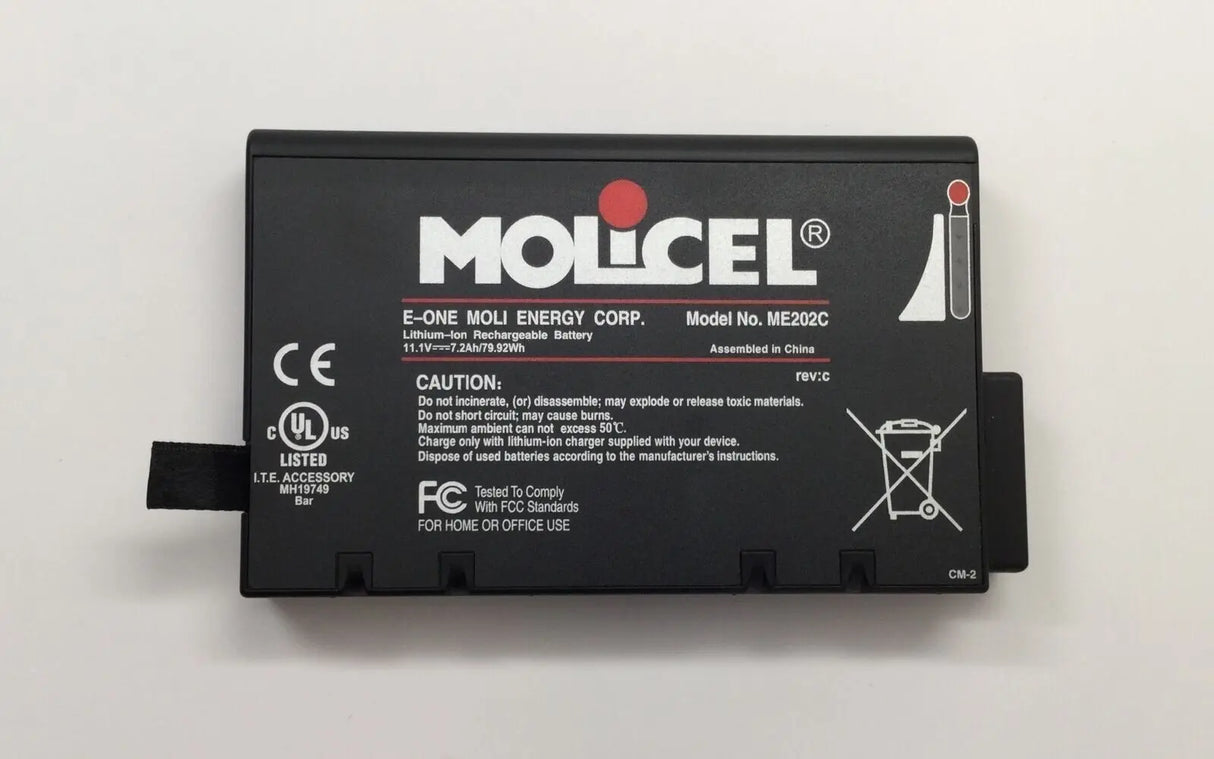 MOLiCEL®
E-ONE MOLI ENERGY CORP. Model No. ME202C
Lithium-Ion Rechargeable Battery
11.1V⎓7.2Ah/79.92Wh Assembled in China
rev:c
CE
C UL US
LISTED
I.T.E. ACCESSORY
MH19749
Bar
CAUTION:
Do not incinerate, (or) disassemble; may explode or release toxic materials.
Do not short circuit; may cause burns.
Maximum ambient can not excess 50℃.
Charge only with lithium-ion charger supplied with your device.
Dispose of used batteries according to the manufacturer's instructions.
FC Tested To Comply
With FCC Standards
FOR HOME OR OFFICE USE
CM-2